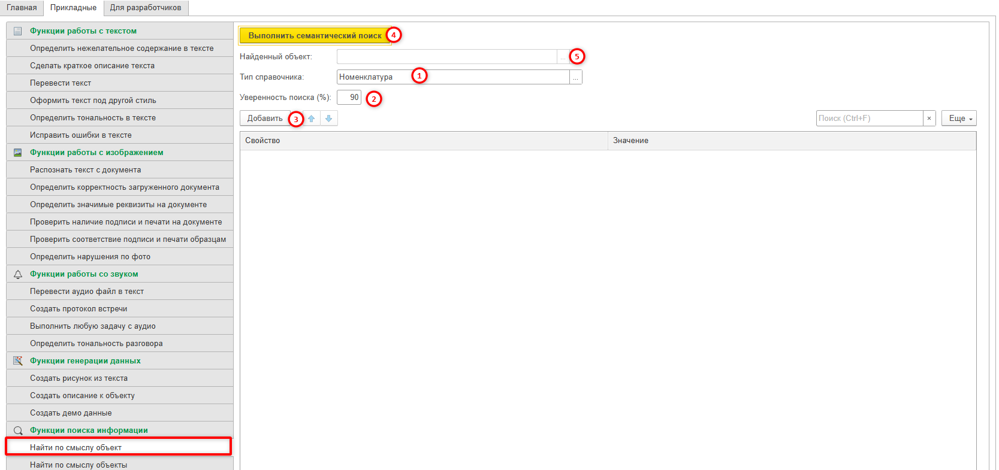 Главная Прикладные Для разработчиков
Функции работы с текстом
Определить нежелательное содержание в тексте
Сделать краткое описание текста
Перевести текст
Оформить текст под другой стиль
Определить тональность в тексте
Исправить ошибки в тексте
Функции работы с изображением
Распознать текст с документа
Определить корректность загруженного документа
Определить значимые реквизиты на документе
Проверить наличие подписи и печати на документе
Проверить соответствие подписи и печати образцам
Определить нарушения по фото
Функции работы со звуком
Перевести аудио файл в текст
Создать протокол встречи
Выполнить любую задачу с аудио
Определить тональность разговора
Функции генерации данных
Создать рисунок из текста
Создать описание к объекту
Создать демо данные
Функции поиска информации
Найти по смыслу объект
Найти по смыслу объекты
Выполнить семантический поиск 4
Найденный объект: ... 5
Тип справочника: Номенклатура 1 ...
Уверенность поиска (%): 90 2
Добавить 3 Поиск (Ctrl+F) × Еще
Свойство Значение